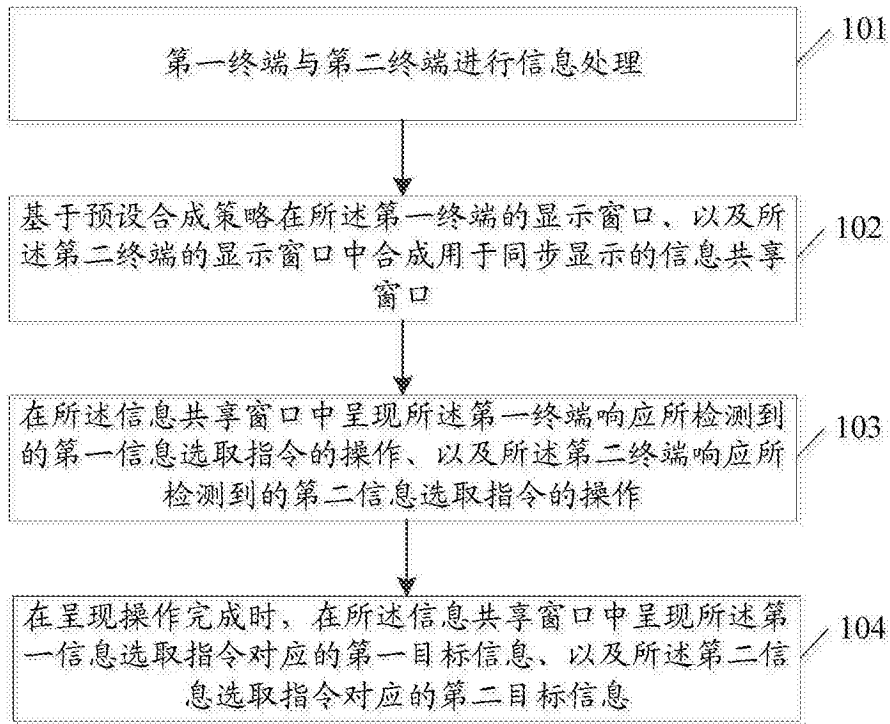 第一终端与第二终端进行信息处理
101
基于预设合成策略在所述第一终端的显示窗口、以及所
述第二终端的显示窗口中合成用于同步显示的信息共享
窗口
102
在所述信息共享窗口中呈现所述第一终端响应所检测到
的第一信息选取指令的操作、以及所述第二终端响应所
检测到的第二信息选取指令的操作
103
在呈现操作完成时、在所述信息共享窗口中呈现所述第
一信息选取指令对应的第一目标信息、以及所述第二信
息选取指令对应的第二目标信息
104